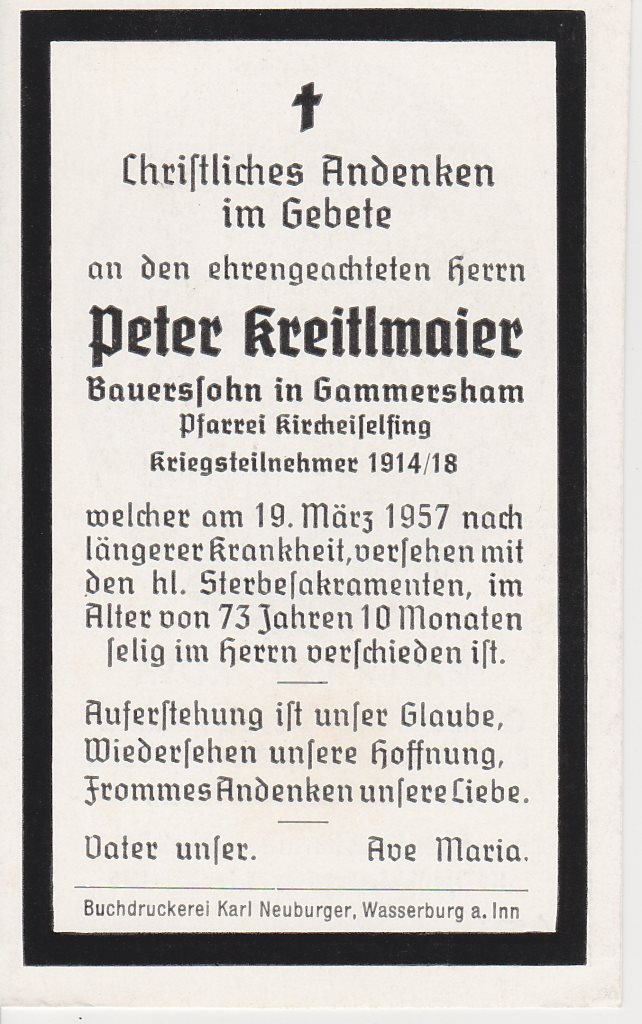 Christliches Andenken
im Gebete
an den ehrengeachteten Herrn
Peter Kreitlmaier
Bauerssohn in Gammersham
Pfarrei Kircheiselfing
Kriegsteilnehmer 1914/18
welcher am 19. März 1957 nach
längerer Krankheit, versehen mit
den hl. Sterbesakramenten, im
Alter von 73 Jahren 10 Monaten
selig im Herrn verschieden ist.
Auferstehung ist unser Glaube,
Wiedersehen unsere Hoffnung,
Frommes Andenken unsere Liebe.
Vater unser. Ave Maria.
Buchdruckerei Karl Neuburger, Wasserburg a. Inn